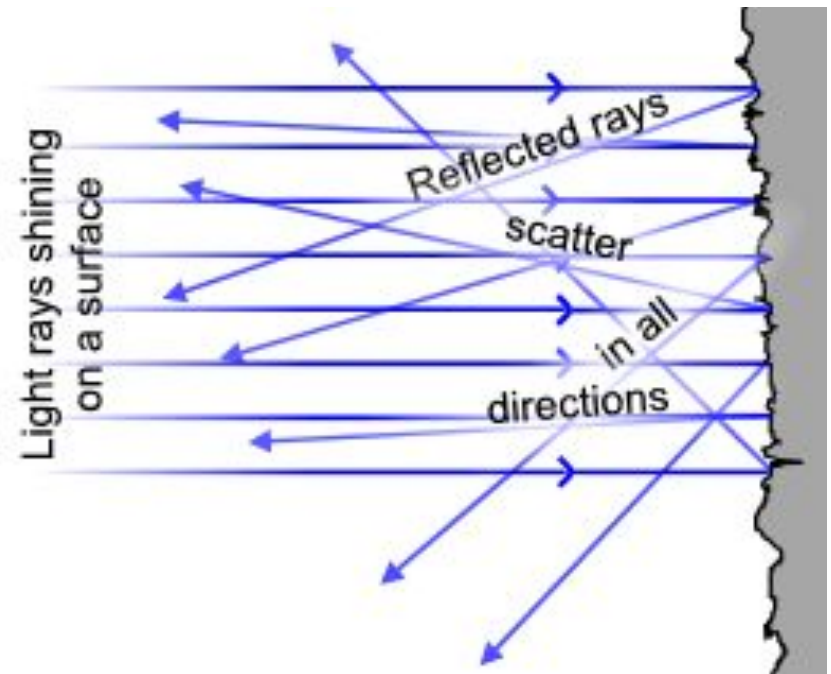 Light rays shining
on a surface
Reflected rays
scatter
in all
directions